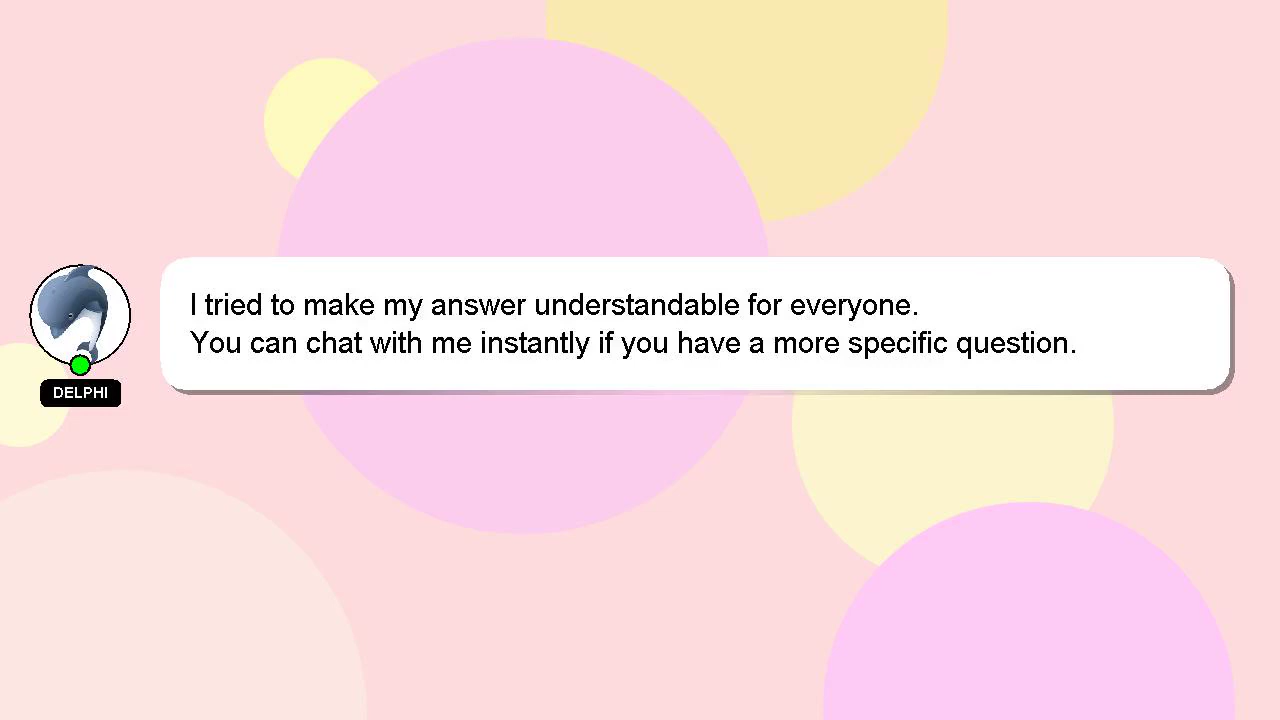 I tried to make my answer understandable for everyone.
You can chat with me instantly if you have a more specific question.
DELPHI